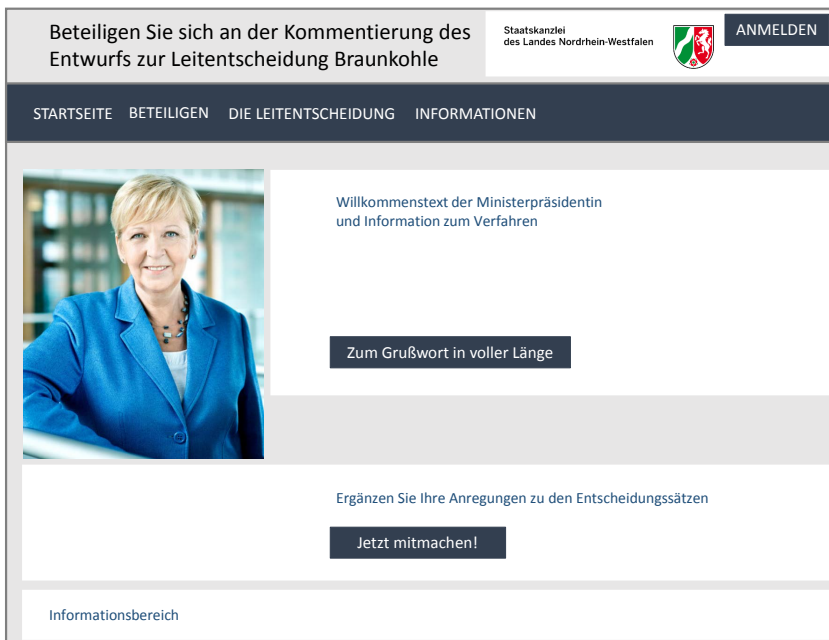 Beteiligen Sie sich an der Kommentierung des
Entwurfs zur Leitentscheidung Braunkohle
Staatskanzlei
des Landes Nordrhein-Westfalen
ANMELDEN
STARTSEITE BETEILIGEN DIE LEITENTSCHEIDUNG INFORMATIONEN
Willkommenstext der Ministerpräsidentin
und Information zum Verfahren
Zum Grußwort in voller Länge
Ergänzen Sie Ihre Anregungen zu den Entscheidungssätzen
Jetzt mitmachen!
Informationsbereich